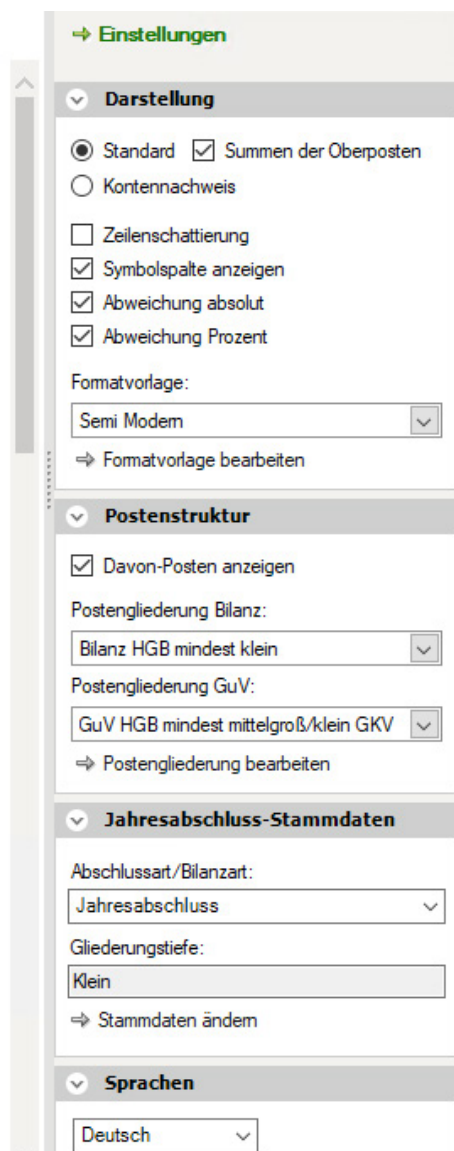 Einstellungen
Darstellung
Standard Summen der Oberposten
Kontennachweis
Zeilenschattierung
Symbolspalte anzeigen
Abweichung absolut
Abweichung Prozent
Formatvorlage:
Semi Modern
Formatvorlage bearbeiten
Postenstruktur
Davon-Posten anzeigen
Postengliederung Bilanz:
Bilanz HGB mindest klein
Postengliederung GuV:
GuV HGB mindest mittelgroß/klein GKV
Postengliederung bearbeiten
Jahresabschluss-Stammdaten
Abschlussart/Bilanzart:
Jahresabschluss
Gliederungstiefe:
Klein
Stammdaten ändern
Sprachen
Deutsch